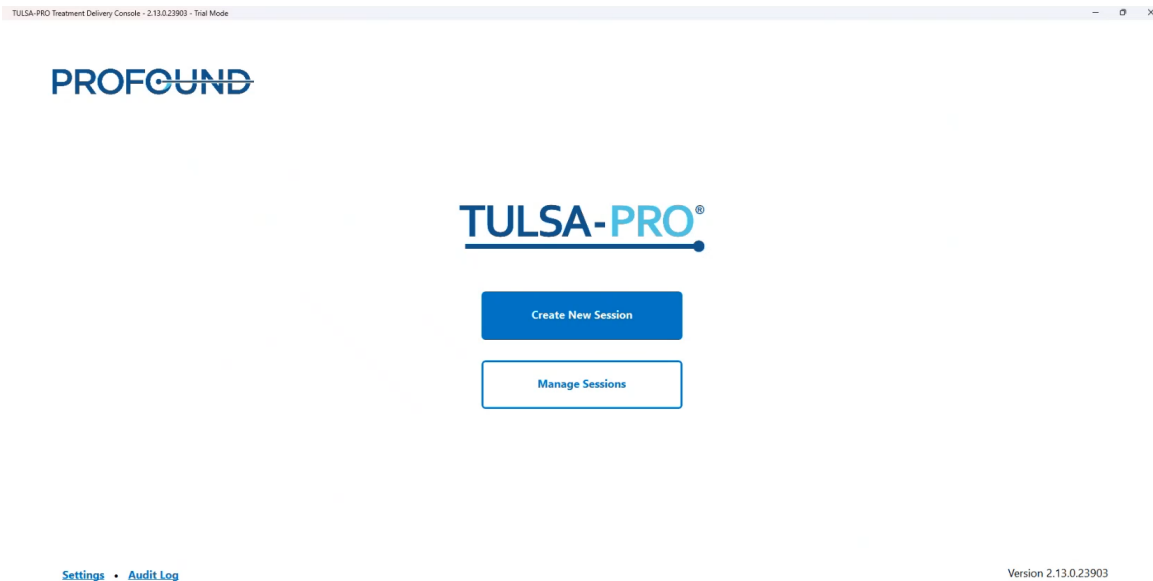 TULSA-PRO Treatment Delivery Console - 2.13.0.23903 - Trial Mode
PROFOUND
TULSA-PRO®
Create New Session
Manage Sessions
Settings • Audit Log
Version 2.13.0.23903